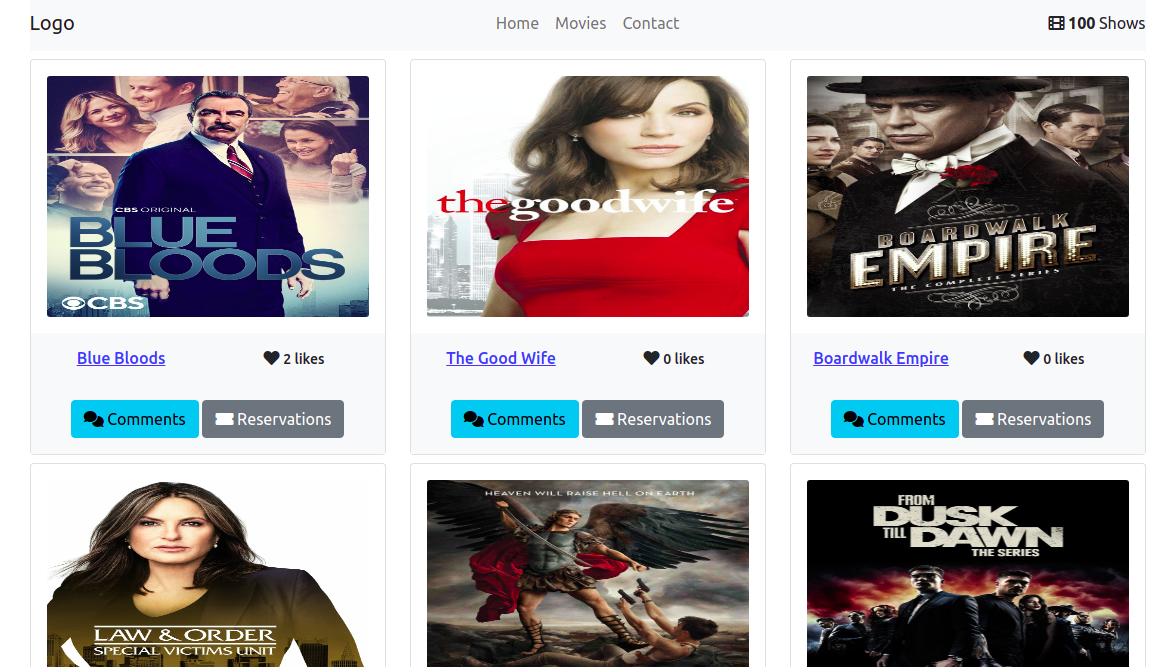 Logo
Home Movies Contact
100 Shows
CBS ORIGINAL
BLUE
BLOODS
CBS
thegoodwife
BOARDWALK
EMPIRE
THE COMPLETE SERIES
Blue Bloods
2 likes
The Good Wife
0 likes
Boardwalk Empire
0 likes
Comments
Reservations
Comments
Reservations
Comments
Reservations
LAW & ORDER
SPECIAL VICTIMS UNIT
HEAVEN WILL RAISE HELL ON EARTH
FROM
DUSK
TILL DAWN
THE SERIES